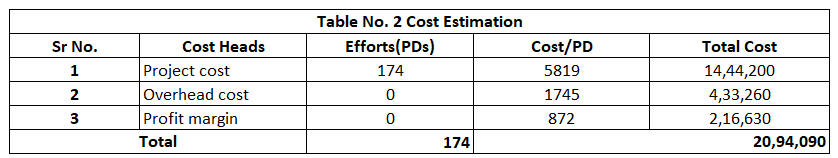 Table No. 2 Cost Estimation
Sr No. Cost Heads Efforts(PDs) Cost/PD Total Cost
1 Project cost 174 5819 14,44,200
2 Overhead cost 0 1745 4,33,260
3 Profit margin 0 872 2,16,630
Total 174 20,94,090